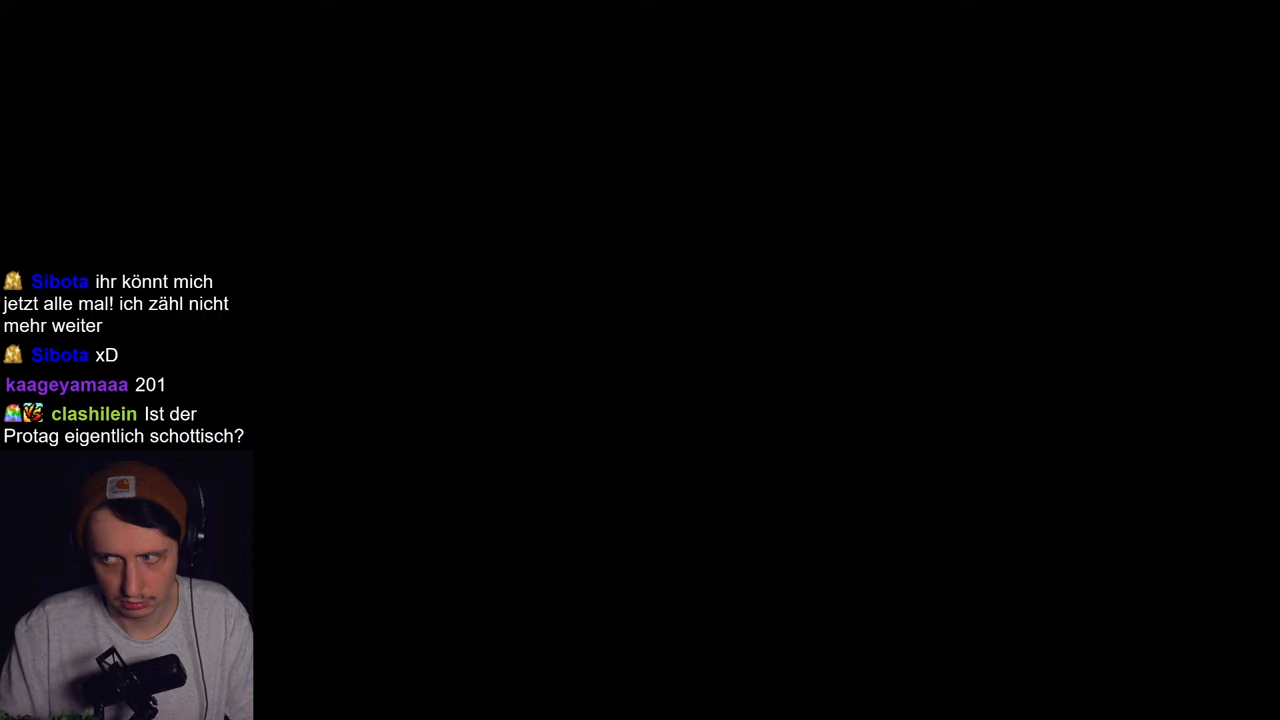 Sibota ihr könnt mich
jetzt alle mal! ich zähl nicht
mehr weiter
Sibota xD
kaageyamaaa 201
VS clashilein Ist der
Protag eigentlich schottisch?